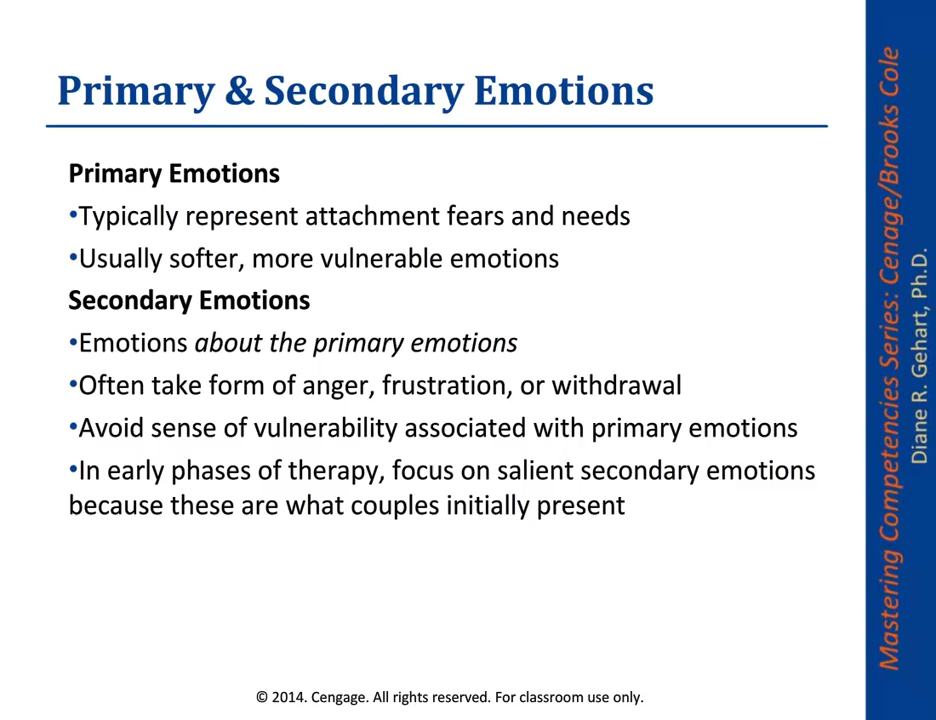 Primary & Secondary Emotions
Primary Emotions
•Typically represent attachment fears and needs
•Usually softer, more vulnerable emotions
Secondary Emotions
•Emotions about the primary emotions
•Often take form of anger, frustration, or withdrawal
•Avoid sense of vulnerability associated with primary emotions
•In early phases of therapy, focus on salient secondary emotions
because these are what couples initially present
© 2014. Cengage. All rights reserved. For classroom use only.
Mastering Competencies Series: Cenage/Brooks Cole
Diane R. Gehart, Ph.D.